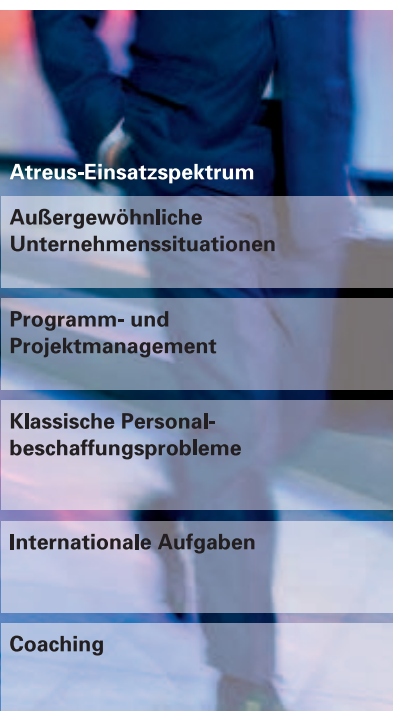 Atreus-Einsatzspektrum
Außergewöhnliche
Unternehmenssituationen
Programm- und
Projektmanagement
Klassische Personal-
beschaffungsprobleme
Internationale Aufgaben
Coaching